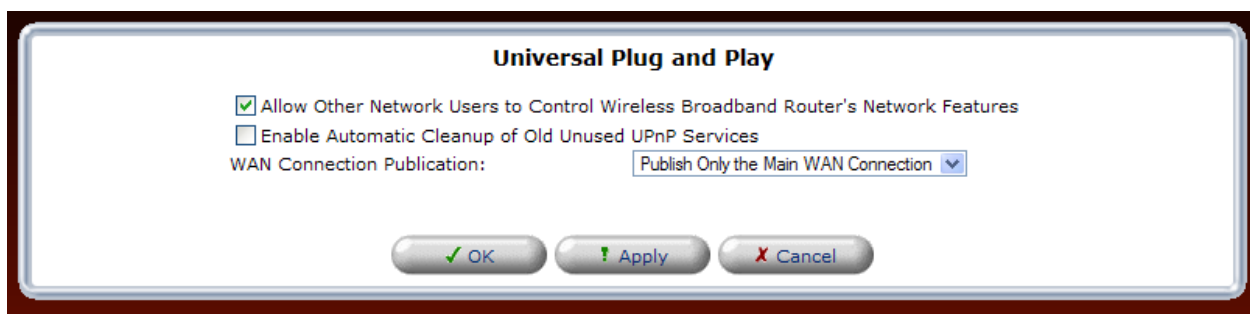 Universal Plug and Play
Allow Other Network Users to Control Wireless Broadband Router's Network Features
Enable Automatic Cleanup of Old Unused UPnP Services
WAN Connection Publication: Publish Only the Main WAN Connection
OK Apply Cancel